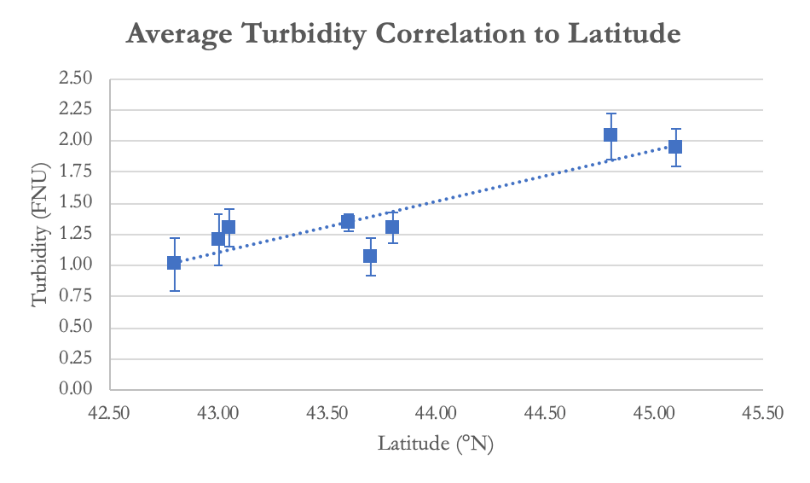 Average Turbidity Correlation to Latitude
Turbidity (FNU)
2.50
2.25
2.00
1.75
1.50
1.25
1.00
0.75
0.50
0.25
0.00
42.50 43.00 43.50 44.00 44.50 45.00 45.50
Latitude (°N)